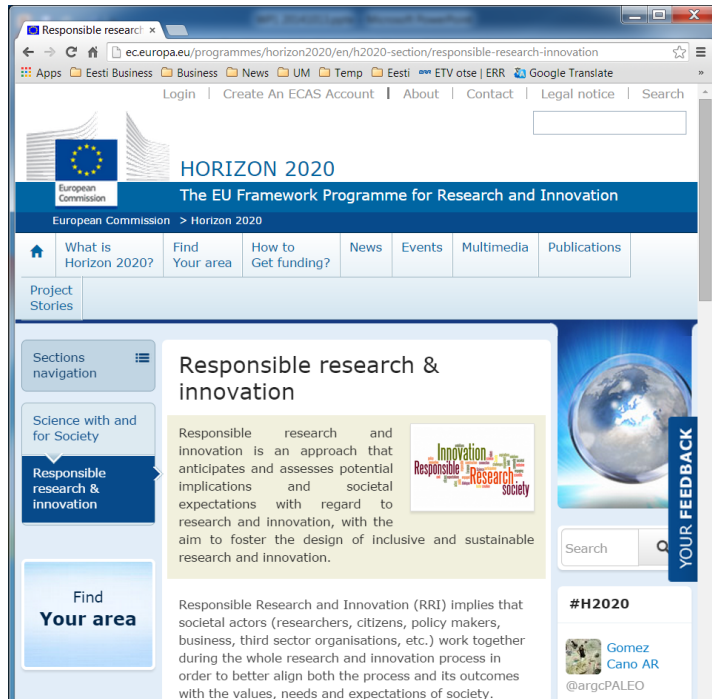 Responsible research
ec.europa.eu/programmes/horizon2020/en/h2020-section/responsible-research-innovation
Apps Eesti Business Business News UM Temp Eesti ETV otse | ERR Google Translate »
Login | Create An ECAS Account | About | Contact | Legal notice | Search
European
Commission
HORIZON 2020
The EU Framework Programme for Research and Innovation
European Commission > Horizon 2020
What is
Horizon 2020?
Find
Your area
How to
Get funding?
News
Events
Multimedia
Publications
Project
Stories
Sections
navigation
Science with and
for Society
Responsible
research &
innovation
Find
Your area
Responsible research &
innovation
Responsible research and
innovation is an approach that
anticipates and assesses potential
implications and societal
expectations with regard to
research and innovation, with the
aim to foster the design of inclusive and sustainable
research and innovation.
Innovation
Responsible
Research
society
Responsible Research and Innovation (RRI) implies that
societal actors (researchers, citizens, policy makers,
business, third sector organisations, etc.) work together
during the whole research and innovation process in
order to better align both the process and its outcomes
with the values, needs and expectations of society.
YOUR FEEDBACK
Search
#H2020
Gomez
Cano AR
@argcPALEO